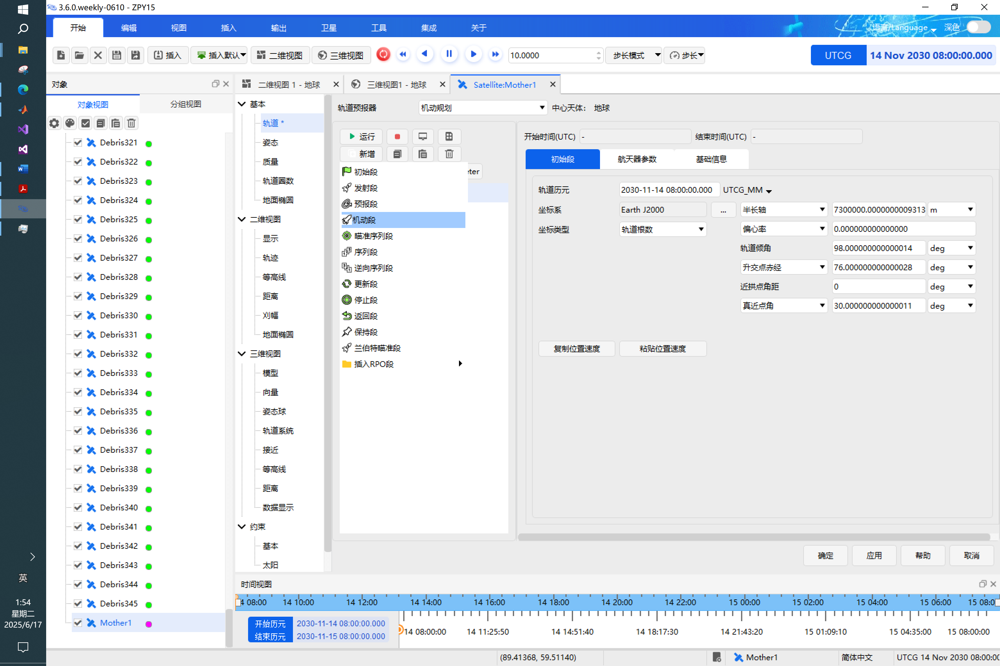 3.6.0.weekly-0610 - ZPY15
开始 编辑 视图 插入 输出 卫星 工具 集成 关于
语言/Language 深色
插入 插入默认 二维视图 三维视图 10.0000 步长模式 步长
UTCG 14 Nov 2030 08:00:00.000
对象
对象视图 分组视图
Debris321
Debris322
Debris323
Debris324
Debris325
Debris326
Debris327
Debris328
Debris329
Debris330
Debris331
Debris332
Debris333
Debris334
Debris335
Debris336
Debris337
Debris338
Debris339
Debris340
Debris341
Debris342
Debris343
Debris344
Debris345
Mother1
二维视图 1 - 地球 三维视图1 - 地球 Satellite:Mother1
基本
轨道 *
姿态
质量
轨道圈数
地面椭圆
二维视图
显示
轨迹
等高线
距离
刈幅
地面椭圆
三维视图
模型
向量
姿态球
轨道系统
接近
等高线
距离
数据显示
约束
基本
太阳
轨道预报器 机动规划 中心天体： 地球
运行
新增
初始段
发射段
预报段
机动段
瞄准序列段
序列段
逆向序列段
更新段
停止段
返回段
保持段
兰伯特瞄准段
插入RPO段
eter
开始时间(UTC) - 结束时间(UTC) -
初始段 航天器参数 基础信息
轨道历元 2030-11-14 08:00:00.000 UTCG_MM
坐标系 Earth J2000 ... 半长轴 7300000.0000000009313 m
坐标类型 轨道根数 偏心率 0.000000000000000
轨道倾角 98.000000000000014 deg
升交点赤经 76.000000000000028 deg
近拱点角距 0 deg
真近点角 30.000000000000011 deg
复制位置速度 粘贴位置速度
确定 应用 帮助 取消
时间视图
4 08:00 14 10:00 14 12:00 14 14:00 14 16:00 14 18:00 14 20:00 14 22:00 15 00:00 15 02:00 15 04:00 15 06:00 15 08:0
开始历元 2030-11-14 08:00:00.000
结束历元 2030-11-15 08:00:00.000
14 08:00:00 14 11:25:50 14 14:51:40 14 18:17:30 14 21:43:20 15 01:09:10 15 04:35:00 15 08:00:00
(89.41368, 59.51140) Mother1 简体中文 UTCG 14 Nov 2030 08:00:00
英
1:54
星期二
2025/6/17